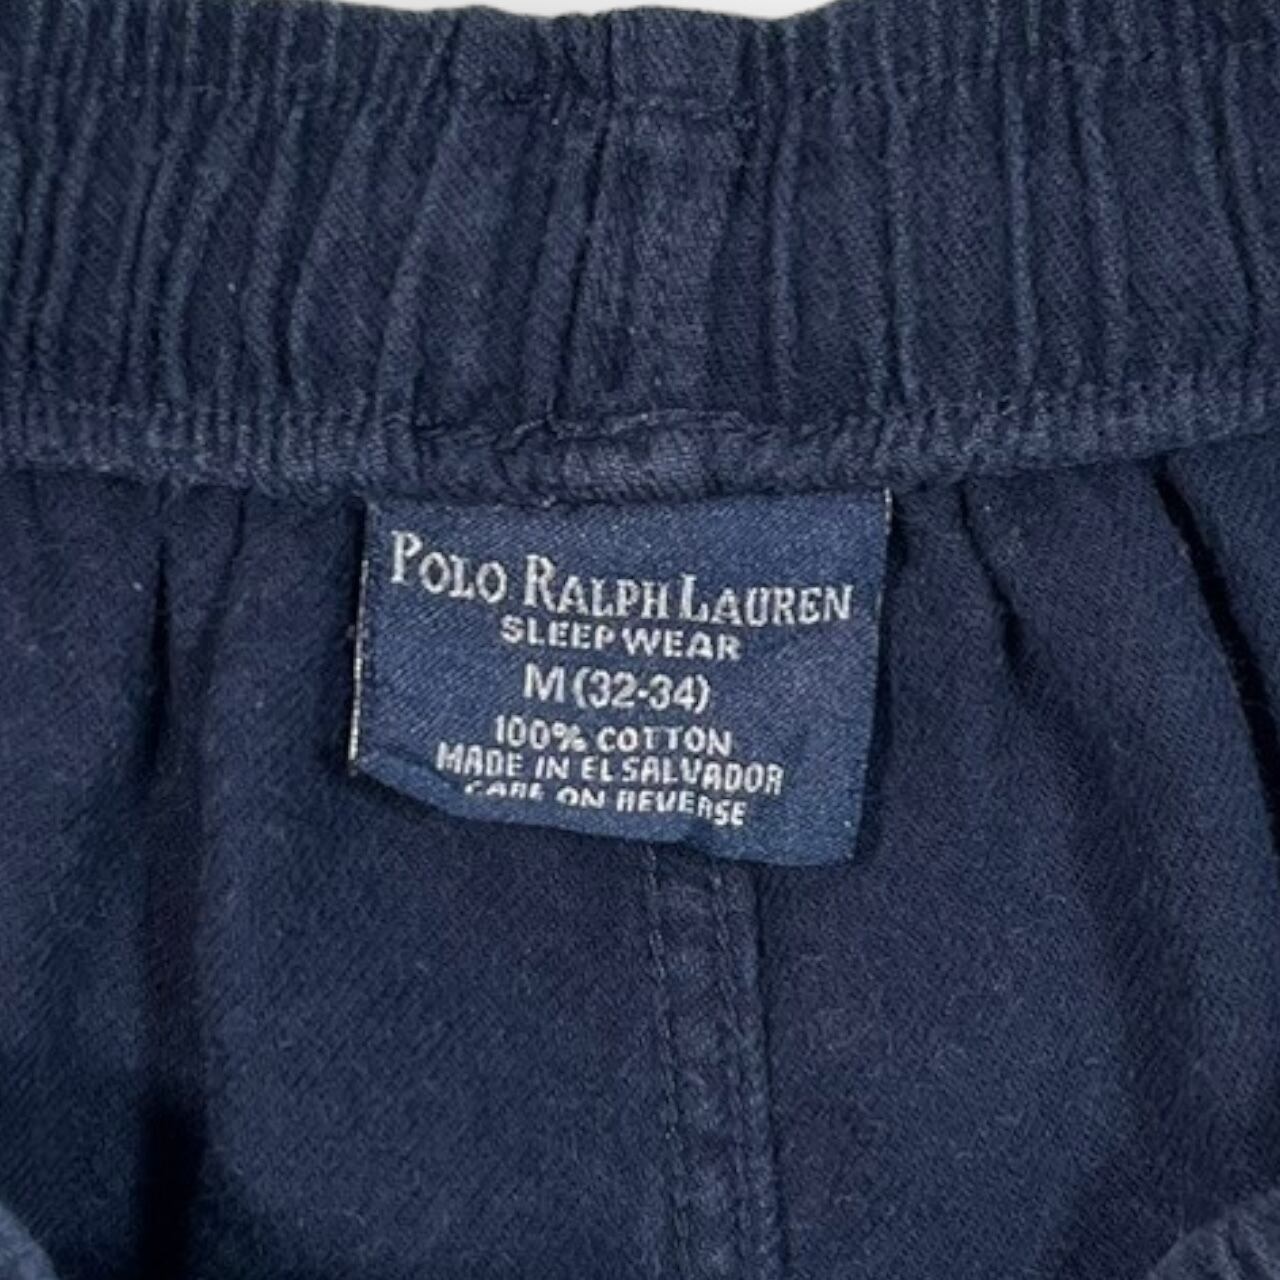 POLO RALPH LAUREN
SLEEPWEAR
M (32-34)
100% COTTON
MADE IN EL SALVADOR
CARE ON REVERSE